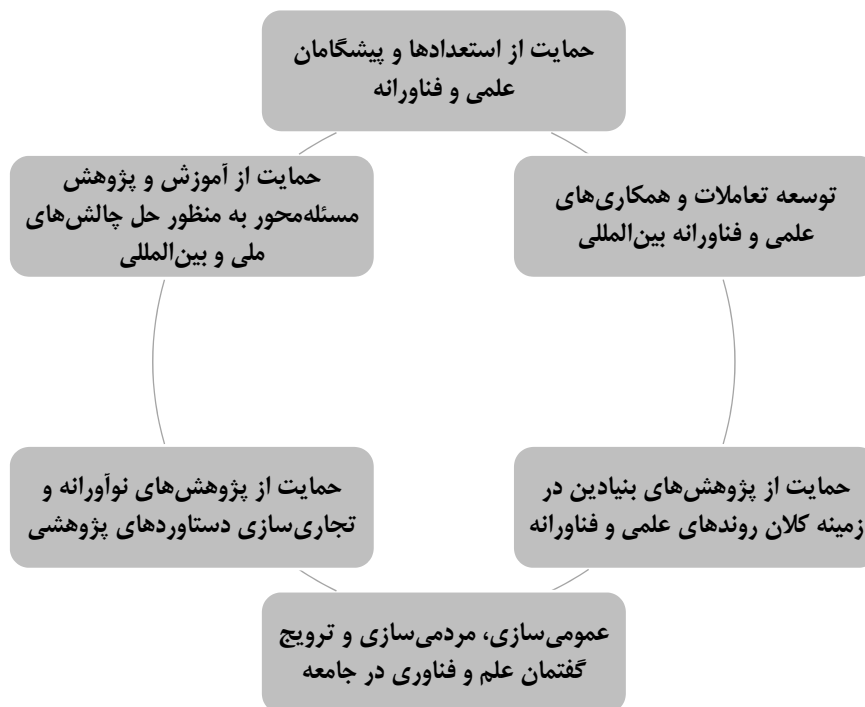 حمایت از استعدادها و پیشگامان
علمی و فناورانه
توسعه تعاملات و همکاری‌های
علمی و فناورانه بین‌المللی
حمایت از پژوهش‌های بنیادین در
زمینه کلان روندهای علمی و فناورانه
عمومی‌سازی، مردمی‌سازی و ترویج
گفتمان علم و فناوری در جامعه
حمایت از پژوهش‌های نوآورانه و
تجاری‌سازی دستاوردهای پژوهشی
حمایت از آموزش و پژوهش
مسئله‌محور به منظور حل چالش‌های
ملی و بین‌المللی